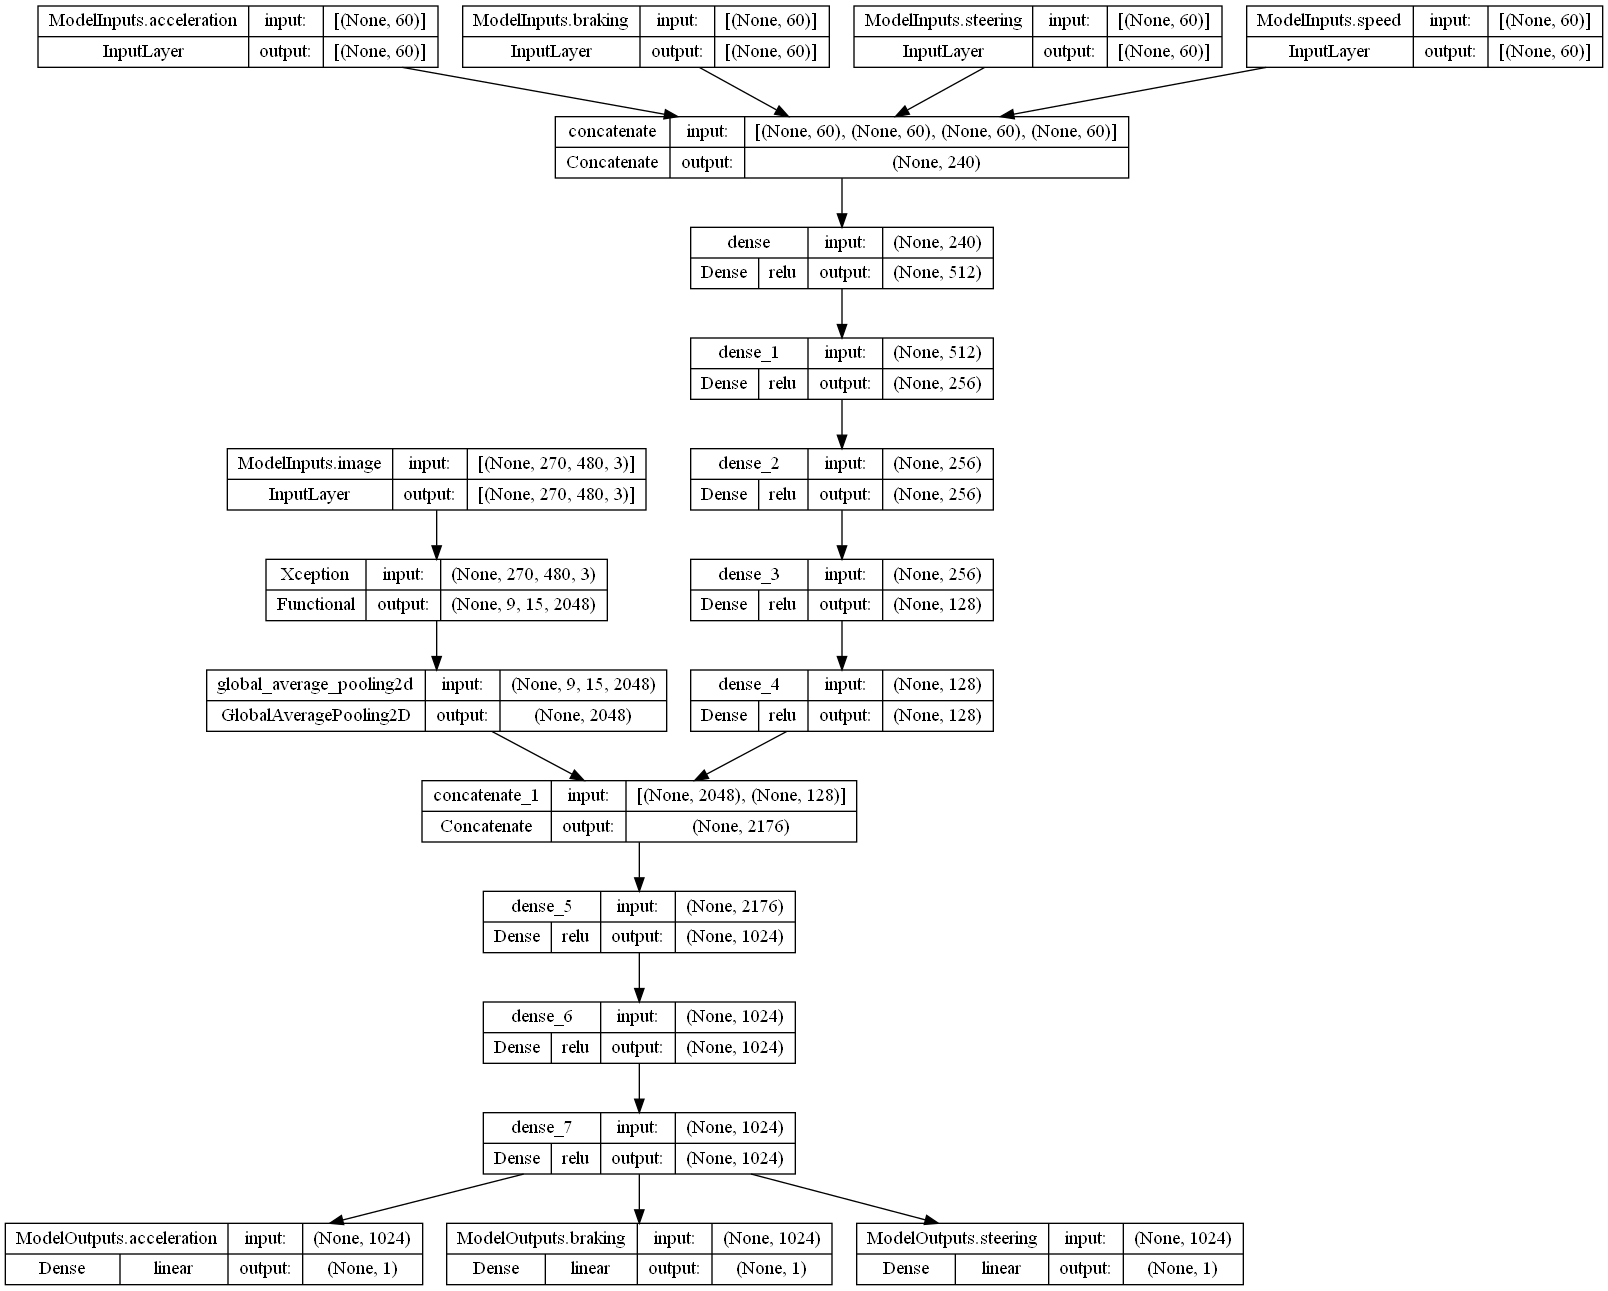 ModelInputs.acceleration input: [(None, 60)]
InputLayer output: [(None, 60)]
ModelInputs.braking input: [(None, 60)]
InputLayer output: [(None, 60)]
ModelInputs.steering input: [(None, 60)]
InputLayer output: [(None, 60)]
ModelInputs.speed input: [(None, 60)]
InputLayer output: [(None, 60)]
concatenate input: [(None, 60), (None, 60), (None, 60), (None, 60)]
Concatenate output: (None, 240)
dense input: (None, 240)
Dense relu output: (None, 512)
dense_1 input: (None, 512)
Dense relu output: (None, 256)
ModelInputs.image input: [(None, 270, 480, 3)]
InputLayer output: [(None, 270, 480, 3)]
dense_2 input: (None, 256)
Dense relu output: (None, 256)
Xception input: (None, 270, 480, 3)
Functional output: (None, 9, 15, 2048)
dense_3 input: (None, 256)
Dense relu output: (None, 128)
global_average_pooling2d input: (None, 9, 15, 2048)
GlobalAveragePooling2D output: (None, 2048)
dense_4 input: (None, 128)
Dense relu output: (None, 128)
concatenate_1 input: [(None, 2048), (None, 128)]
Concatenate output: (None, 2176)
dense_5 input: (None, 2176)
Dense relu output: (None, 1024)
dense_6 input: (None, 1024)
Dense relu output: (None, 1024)
dense_7 input: (None, 1024)
Dense relu output: (None, 1024)
ModelOutputs.acceleration input: (None, 1024)
Dense linear output: (None, 1)
ModelOutputs.braking input: (None, 1024)
Dense linear output: (None, 1)
ModelOutputs.steering input: (None, 1024)
Dense linear output: (None, 1)